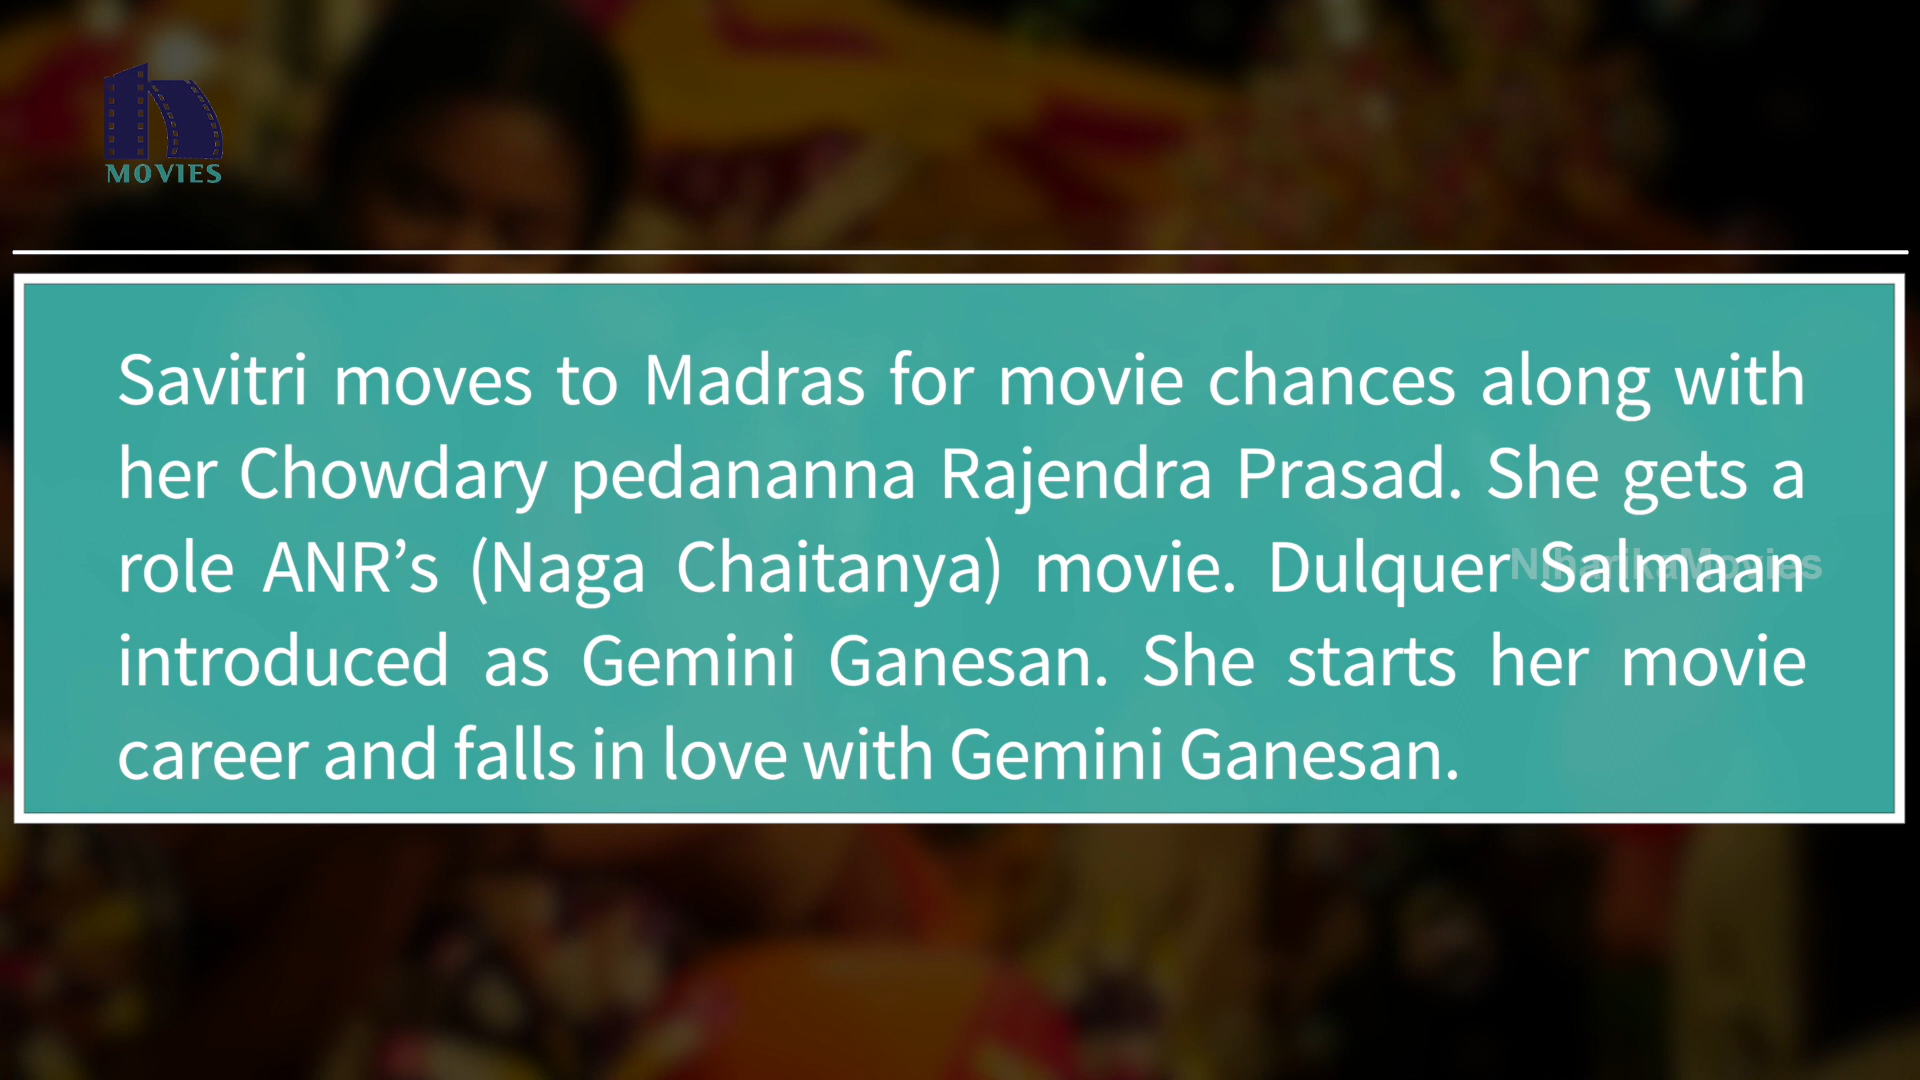 MOVIES
Savitri moves to Madras for movie chances along with
her Chowdary pedananna Rajendra Prasad. She gets a
role ANR’s (Naga Chaitanya) movie. Dulquer Salmaan
NiharikaMovies
introduced as Gemini Ganesan. She starts her movie
career and falls in love with Gemini Ganesan.